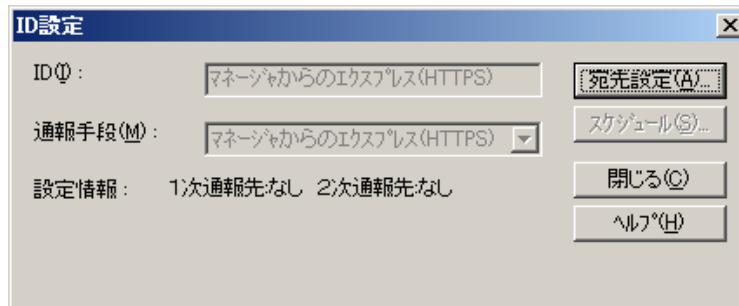 ID設定
ID(I) :
マネージャからのエクスプレス(HTTPS)
宛先設定(A)...
通報手段(M) :
マネージャからのエクスプレス(HTTPS)
スケジュール(S)...
設定情報 :
1次通報先:なし 2次通報先:なし
閉じる(C)
ヘルプ(H)